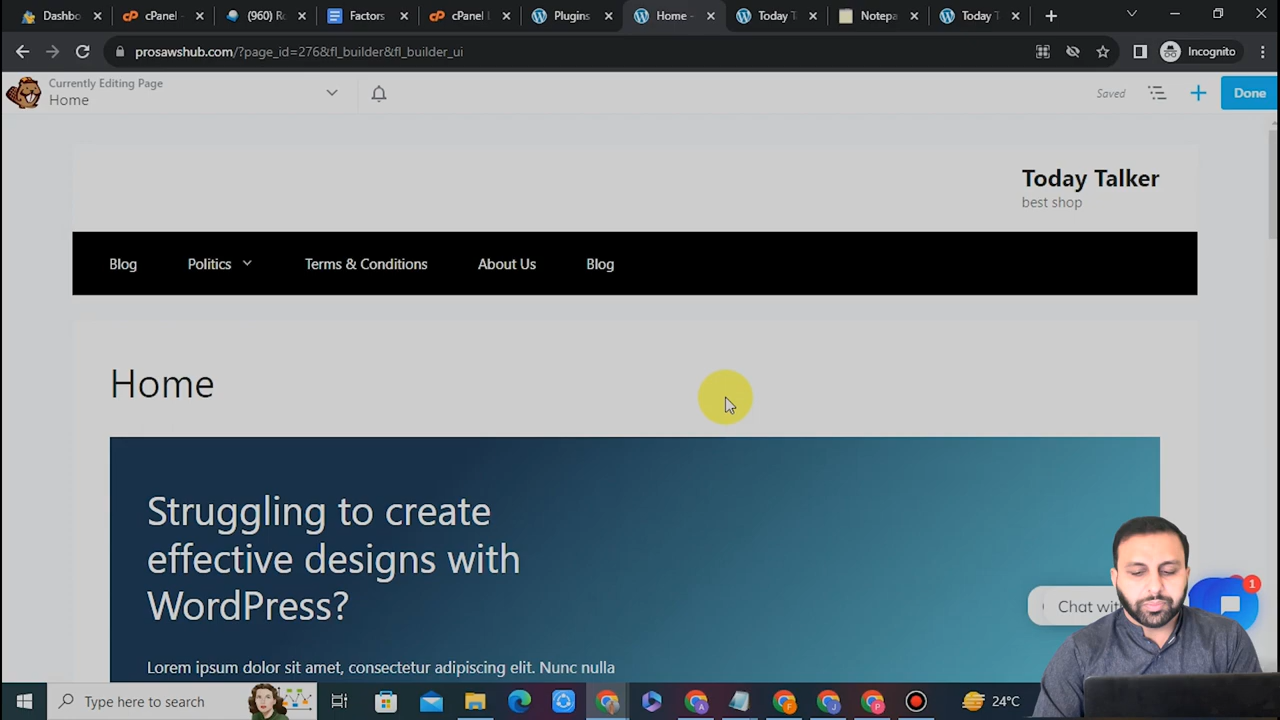 Dashbo
cPanel -
(960) Ro
Factors
cPanel L
Plugins
Home -
Today T
Notepa
Today T
prosawshub.com/?page_id=276&fl_builder&fl_builder_ui
Incognito
Currently Editing Page
Home
Saved
Done
Today Talker
best shop
Blog
Politics
Terms & Conditions
About Us
Blog
Home
Struggling to create
effective designs with
WordPress?
Lorem ipsum dolor sit amet, consectetur adipiscing elit. Nunc nulla
Chat wit
1
Type here to search
24°C